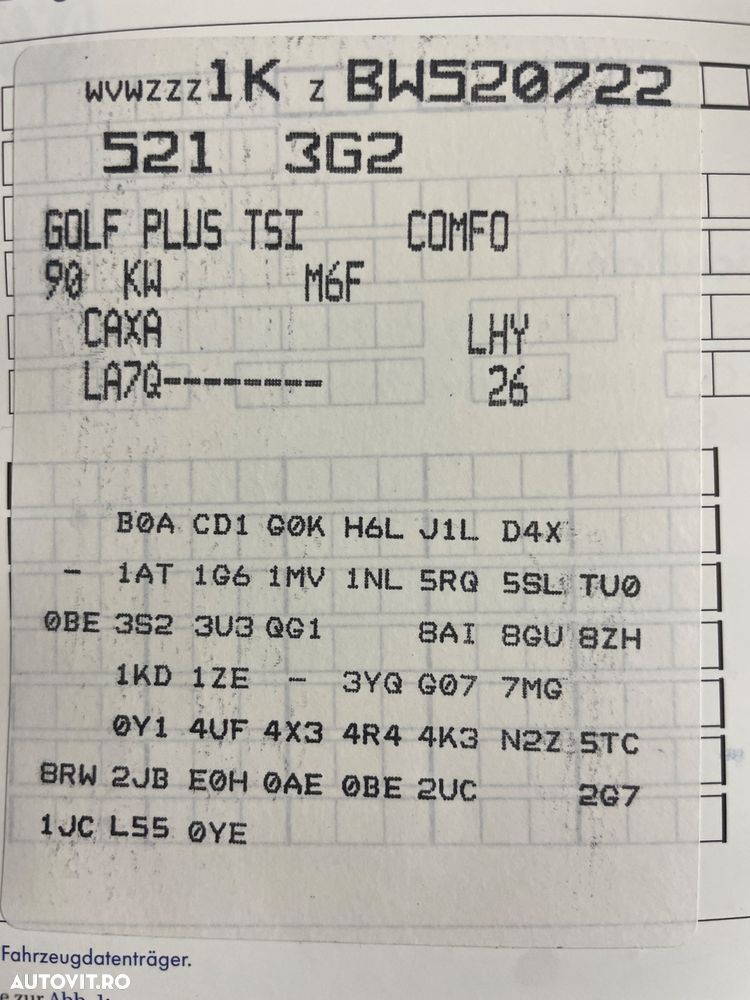 WVWZZZ1K Z BW520722
521 3G2
GOLF PLUS TSI COMFO
90 KW M6F
CAXA LHY
LA7Q-------- 26
B0A CD1 G0K H6L J1L D4X
- 1AT 1G6 1MV 1NL 5RQ 5SL TU0
0BE 3S2 3U3 QG1 8AI 8GU 8ZH
1KD 1ZE - 3YQ G07 7MG
0Y1 4UF 4X3 4R4 4K3 N2Z 5TC
8RW 2JB E0H 0AE 0BE 2UC 2G7
1JC L55 0YE
Fahrzeugdatenträger.
AUTOVIT.RO